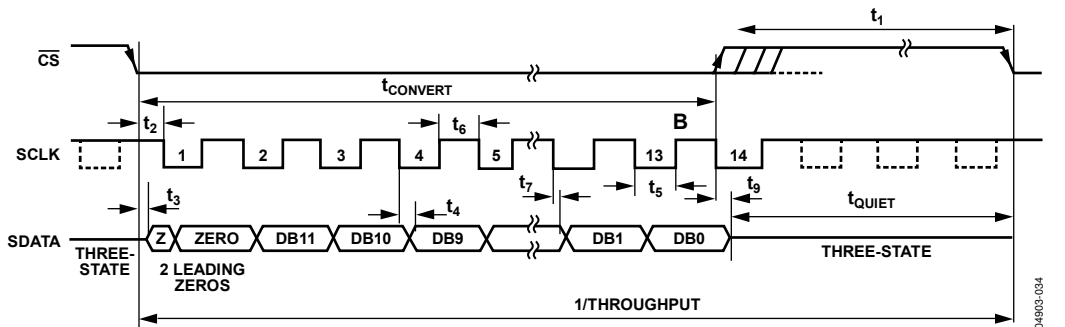 t1
CS
tCONVERT
t2
t6
B
SCLK
1
2
3
4
5
13
14
t3
t4
t7
t5
t9
tQUIET
SDATA
Z
ZERO
DB11
DB10
DB9
DB1
DB0
THREE-
STATE
2 LEADING
ZEROS
THREE-STATE
1/THROUGHPUT
04903-034